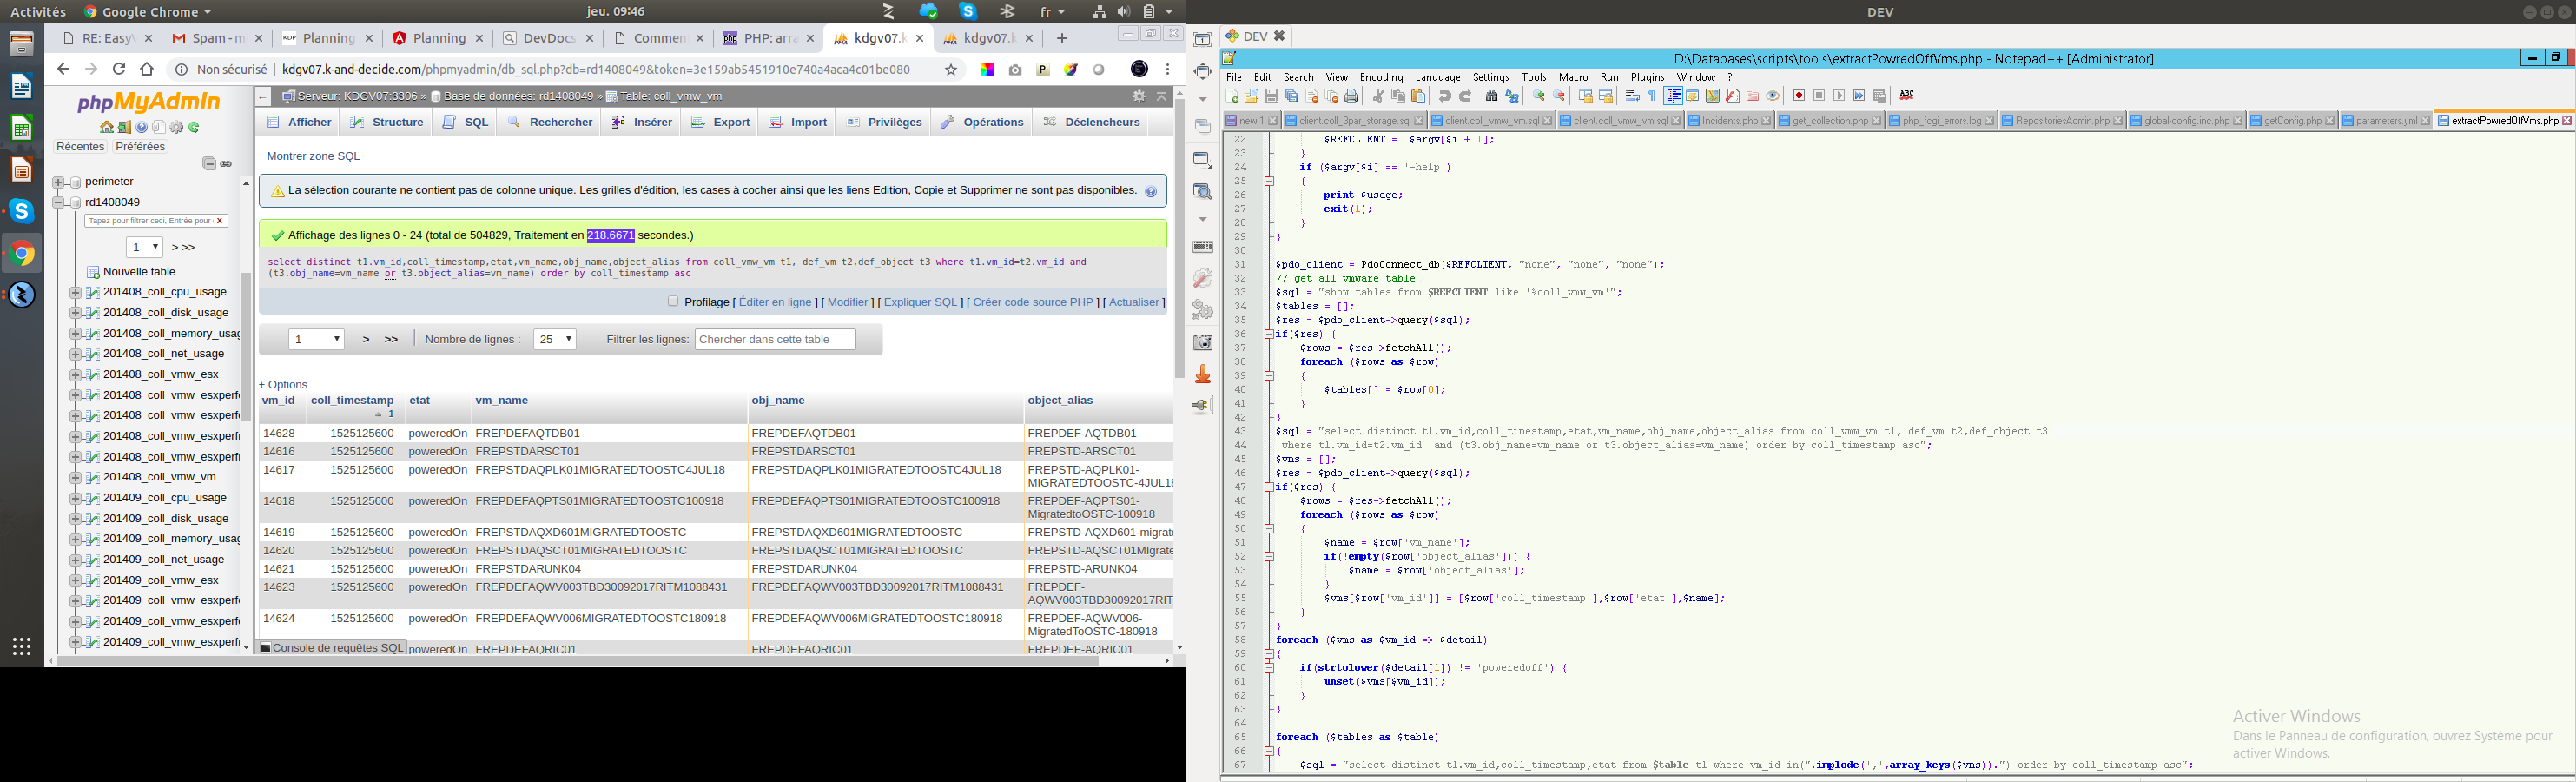 Activités
Google Chrome
jeu. 09:46
fr
RE: EasyV
Spam - m
Planning
Planning
DevDocs
Commen
PHP: arra
kdgv07.k
kdgv07.k
Non sécurisé
kdgv07.k-and-decide.com/phpmyadmin/db_sql.php?db=rd1408049&token=3e159ab5451910e740a4aca4c01be080
phpMyAdmin
Récentes
Préférées
perimeter
rd1408049
Tapez pour filtrer ceci, Entrée pour
X
1
> >>
Nouvelle table
201408_coll_cpu_usage
201408_coll_disk_usage
201408_coll_memory_usag
201408_coll_net_usage
201408_coll_vmw_esx
201408_coll_vmw_esxperfe
201408_coll_vmw_esxperfr
201408_coll_vmw_esxperfr
201408_coll_vmw_esxperfr
201408_coll_vmw_vm
201409_coll_cpu_usage
201409_coll_disk_usage
201409_coll_memory_usag
201409_coll_net_usage
201409_coll_vmw_esx
201409_coll_vmw_esxperfe
201409_coll_vmw_esxperfr
201409_coll_vmw_esxperfr
Serveur: KDGV07:3306 » Base de données: rd1408049 » Table: coll_vmw_vm
Afficher
Structure
SQL
Rechercher
Insérer
Export
Import
Privilèges
Opérations
Déclencheurs
Montrer zone SQL
La sélection courante ne contient pas de colonne unique. Les grilles d'édition, les cases à cocher ainsi que les liens Edition, Copie et Supprimer ne sont pas disponibles.
Affichage des lignes 0 - 24 (total de 504829, Traitement en 218.6671 secondes.)
select distinct t1.vm_id,coll_timestamp,etat,vm_name,obj_name,object_alias from coll_vmw_vm t1, def_vm t2,def_object t3 where t1.vm_id=t2.vm_id and
(t3.obj_name=vm_name or t3.object_alias=vm_name) order by coll_timestamp asc
Profilage [ Éditer en ligne ] [ Modifier ] [ Expliquer SQL ] [ Créer code source PHP ] [ Actualiser ]
1
> >>
Nombre de lignes :
25
Filtrer les lignes:
Chercher dans cette table
+ Options
vm_id coll_timestamp etat vm_name obj_name object_alias
1
14628 1525125600 poweredOn FREPDEFAQTDB01 FREPDEFAQTDB01 FREPDEF-AQTDB01
14616 1525125600 poweredOn FREPSTDARSCT01 FREPSTDARSCT01 FREPSTD-ARSCT01
14617 1525125600 poweredOn FREPSTDAQPLK01MIGRATEDTOOSTC4JUL18 FREPSTDAQPLK01MIGRATEDTOOSTC4JUL18 FREPSTD-AQPLK01-
MIGRATEDTOOSTC-4JUL18
14618 1525125600 poweredOn FREPDEFAQPTS01MIGRATEDTOOSTC100918 FREPDEFAQPTS01MIGRATEDTOOSTC100918 FREPDEF-AQPTS01-
MigratedtoOSTC-100918
14619 1525125600 poweredOn FREPSTDAQXD601MIGRATEDTOOSTC FREPSTDAQXD601MIGRATEDTOOSTC FREPSTD-AQXD601-migrate
14620 1525125600 poweredOn FREPSTDAQSCT01MIGRATEDTOOSTC FREPSTDAQSCT01MIGRATEDTOOSTC FREPSTD-AQSCT01MIgrate
14621 1525125600 poweredOn FREPSTDARUNK04 FREPSTDARUNK04 FREPSTD-ARUNK04
14623 1525125600 poweredOn FREPDEFAQWV003TBD30092017RITM1088431 FREPDEFAQWV003TBD30092017RITM1088431 FREPDEF-
AQWV003TBD30092017RIT
14624 1525125600 poweredOn FREPDEFAQWV006MIGRATEDTOOSTC180918 FREPDEFAQWV006MIGRATEDTOOSTC180918 FREPDEF-AQWV006-
MigratedToOSTC-180918
Console de requêtes SQL
poweredOn FREPDEFAQRIC01 FREPDEFAQRIC01 FREPDEF-AQRIC01
DEV
DEV
D:\Databases\scripts\tools\extractPowredOffVms.php - Notepad++ [Administrator]
File Edit Search View Encoding Language Settings Tools Macro Run Plugins Window ?
new 1
client.coll_3par_storage.sql
client.coll_vmw_vm.sql
client.coll_vmw_vm.sql
Incidents.php
get_collection.php
php_fcgi_errors.log
RepositoriesAdmin.php
global-config.inc.php
getConfig.php
parameters.yml
extractPowredOffVms.php
22 $REFCLIENT = $argv[$i + 1];
23 }
24 if ($argv[$i] == '-help')
25 {
26 print $usage;
27 exit(1);
28 }
29 }
30
31 $pdo_client = PdoConnect_db($REFCLIENT, "none", "none", "none");
32 // get all vmware table
33 $sql = "show tables from $REFCLIENT like '%coll_vmw_vm'";
34 $tables = [];
35 $res = $pdo_client->query($sql);
36 if($res) {
37 $rows = $res->fetchAll();
38 foreach ($rows as $row)
39 {
40 $tables[] = $row[0];
41 }
42 }
43 $sql = "select distinct t1.vm_id,coll_timestamp,etat,vm_name,obj_name,object_alias from coll_vmw_vm t1, def_vm t2,def_object t3
44 where t1.vm_id=t2.vm_id and (t3.obj_name=vm_name or t3.object_alias=vm_name) order by coll_timestamp asc";
45 $vms = [];
46 $res = $pdo_client->query($sql);
47 if($res) {
48 $rows = $res->fetchAll();
49 foreach ($rows as $row)
50 {
51 $name = $row['vm_name'];
52 if(!empty($row['object_alias'])) {
53 $name = $row['object_alias'];
54 }
55 $vms[$row['vm_id']] = [$row['coll_timestamp'],$row['etat'],$name];
56 }
57 }
58 foreach ($vms as $vm_id => $detail)
59 {
60 if(strtolower($detail[1]) != 'poweredoff') {
61 unset($vms[$vm_id]);
62 }
63 }
64
65 foreach ($tables as $table)
66 {
67 $sql = "select distinct t1.vm_id,coll_timestamp,etat from $table t1 where vm_id in(".implode(',',array_keys($vms)).") order by coll_timestamp asc";
Activer Windows
Dans le Panneau de configuration, ouvrez Système pour
activer Windows.